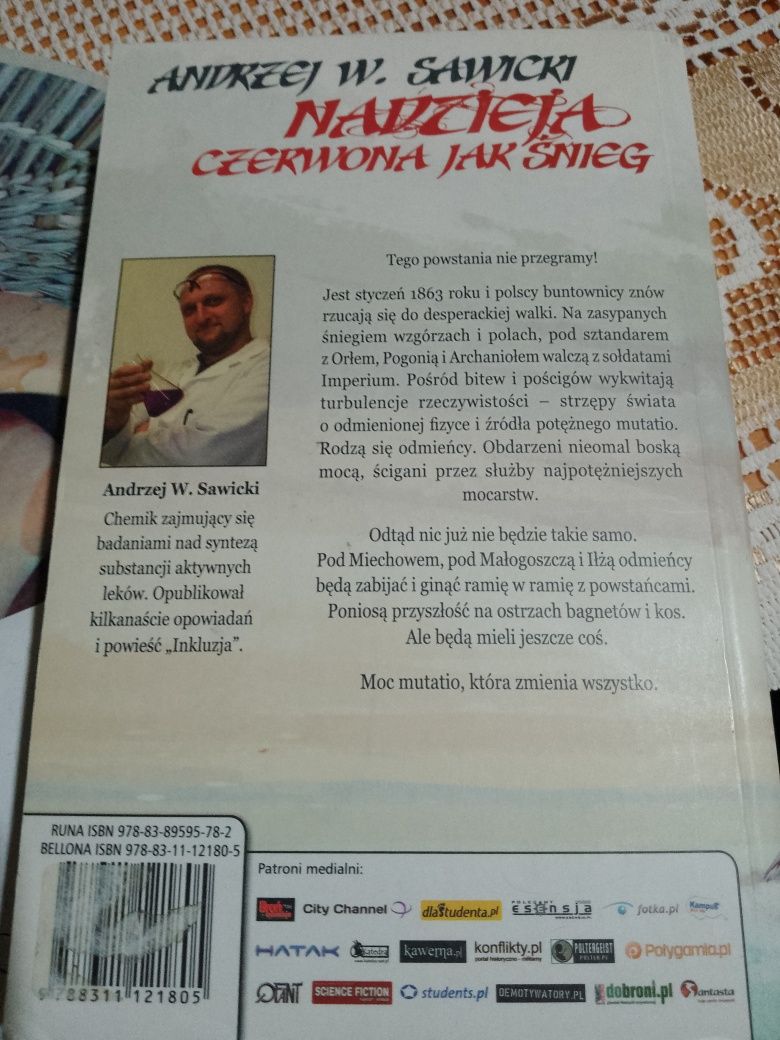 ANDRZEJ W. SAWICKI
NADZIEJA
CZERWONA JAK ŚNIEG
Tego powstania nie przegramy!
Jest styczeń 1863 roku i polscy buntownicy znów
rzucają się do desperackiej walki. Na zasypanych
śniegiem wzgórzach i polach, pod sztandarem
z Orłem, Pogonią i Archaniołem walczą z sołdatami
Imperium. Pośród bitew i pościgów wykwitają
turbulencje rzeczywistości – strzępy świata
o odmienionej fizyce i źródła potężnego mutatio.
Rodzą się odmieńcy. Obdarzeni nieomal boską
mocą, ścigani przez służby najpotężniejszych
mocarstw.
Odtąd nic już nie będzie takie samo.
Pod Miechowem, pod Małogoszczą i Iłżą odmieńcy
będą zabijać i ginąć ramię w ramię z powstańcami.
Poniosą przyszłość na ostrzach bagnetów i kos.
Ale będą mieli jeszcze coś.
Moc mutatio, która zmienia wszystko.
Andrzej W. Sawicki
Chemik zajmujący się
badaniami nad syntezą
substancji aktywnych
leków. Opublikował
kilkanaście opowiadań
i powieść „Inkluzja”.
RUNA ISBN 978-83-89595-78-2
BELLONA ISBN 978-83-11-12180-5
9 788311 121805
Patroni medialni:
City Channel dlastudenta.pl esensja fotka.pl Kampus
HATAK kawerna.pl konflikty.pl POLTERGEIST Polygamia.pl
SCIENCE FICTION students.pl DEMOTYWATORY.PL dobroni.pl fantasta